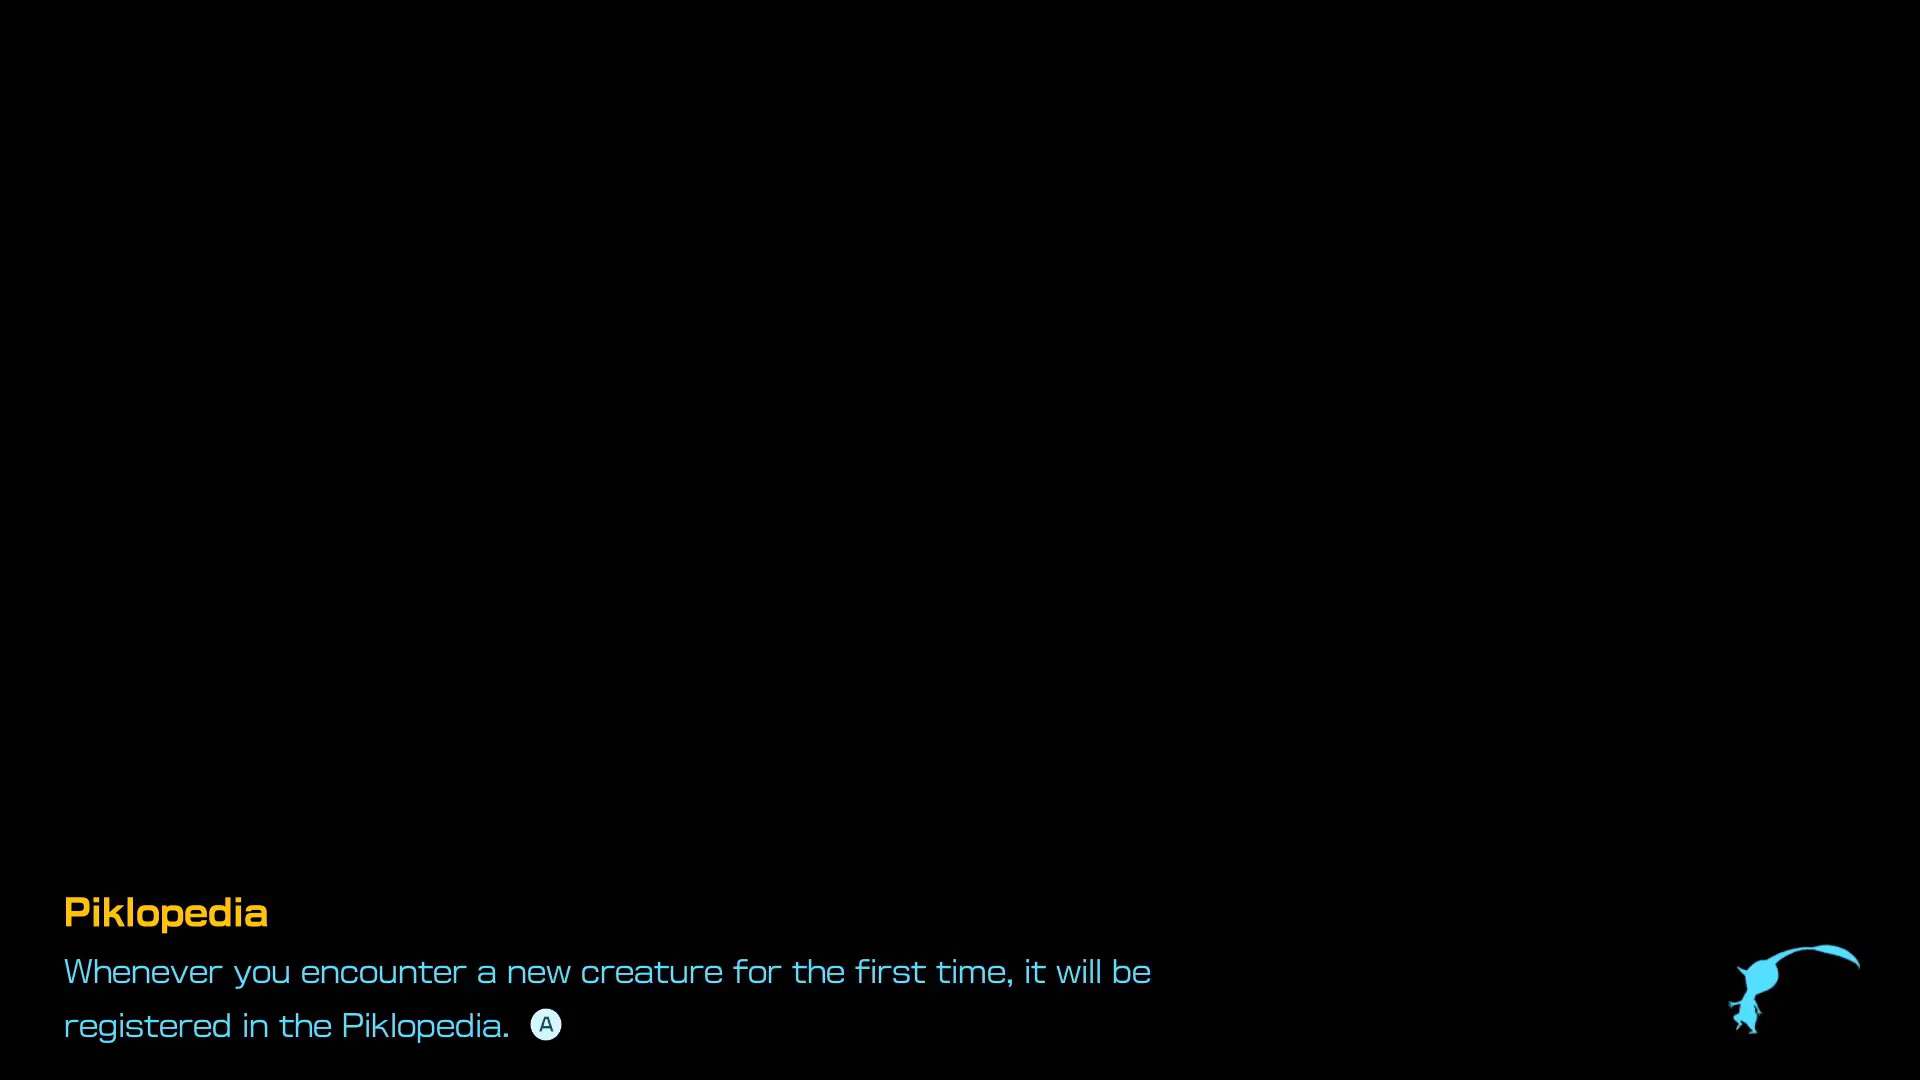 Piklopedia
Whenever you encounter a new creature for the first time, it will be
registered in the Piklopedia. A